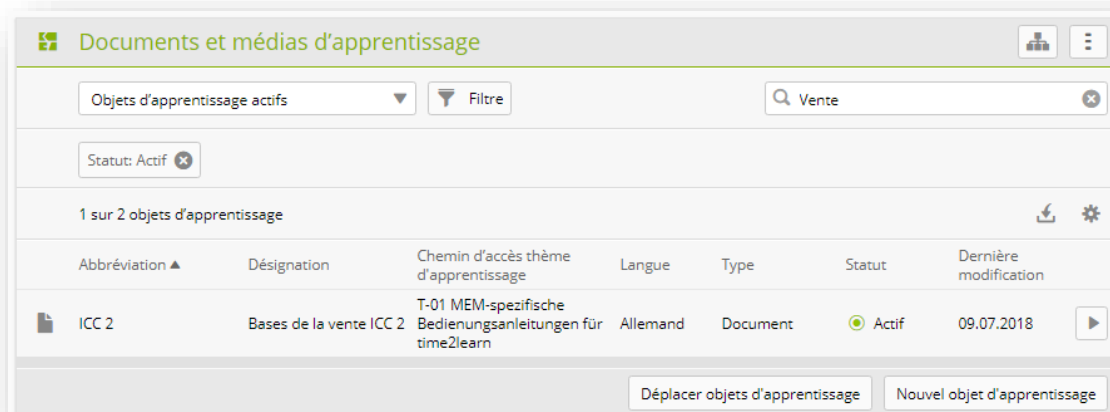 Documents et médias d'apprentissage
Objets d'apprentissage actifs Filtre Vente
Statut: Actif
1 sur 2 objets d'apprentissage
Abbréviation ▲ Désignation Chemin d'accès thème d'apprentissage Langue Type Statut Dernière modification
ICC 2 Bases de la vente ICC 2 T-01 MEM-spezifische Bedienungsanleitungen für time2learn Allemand Document Actif 09.07.2018
Déplacer objets d'apprentissage Nouvel objet d'apprentissage